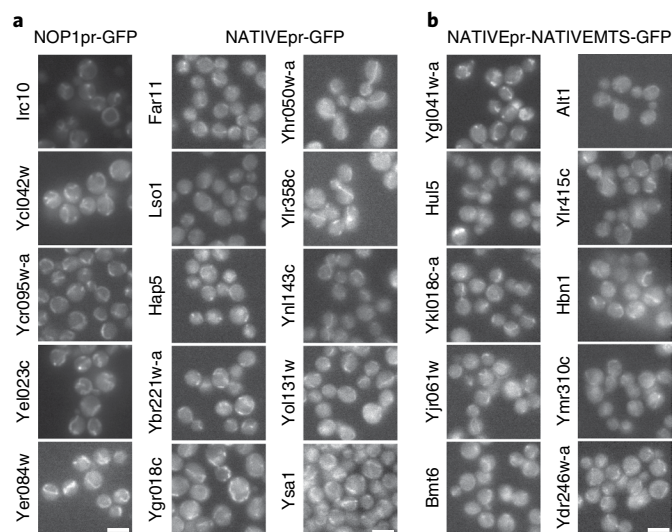 a
NOP1pr-GFP
NATIVEpr-GFP
Irc10
Ycl042w
Ycr095w-a
Yel023c
Yer084w
Far11
Lso1
Hap5
Ybr221w-a
Ygr018c
Yhr050w-a
Ylr358c
Ynl143c
Yol131w
Ysa1
b
NATIVEpr-NATIVEMTS-GFP
Ygl041w-a
Hul5
Ykl018c-a
Yjr061w
Bmt6
Alt1
Ylr415c
Hbn1
Ymr310c
Ydr246w-a